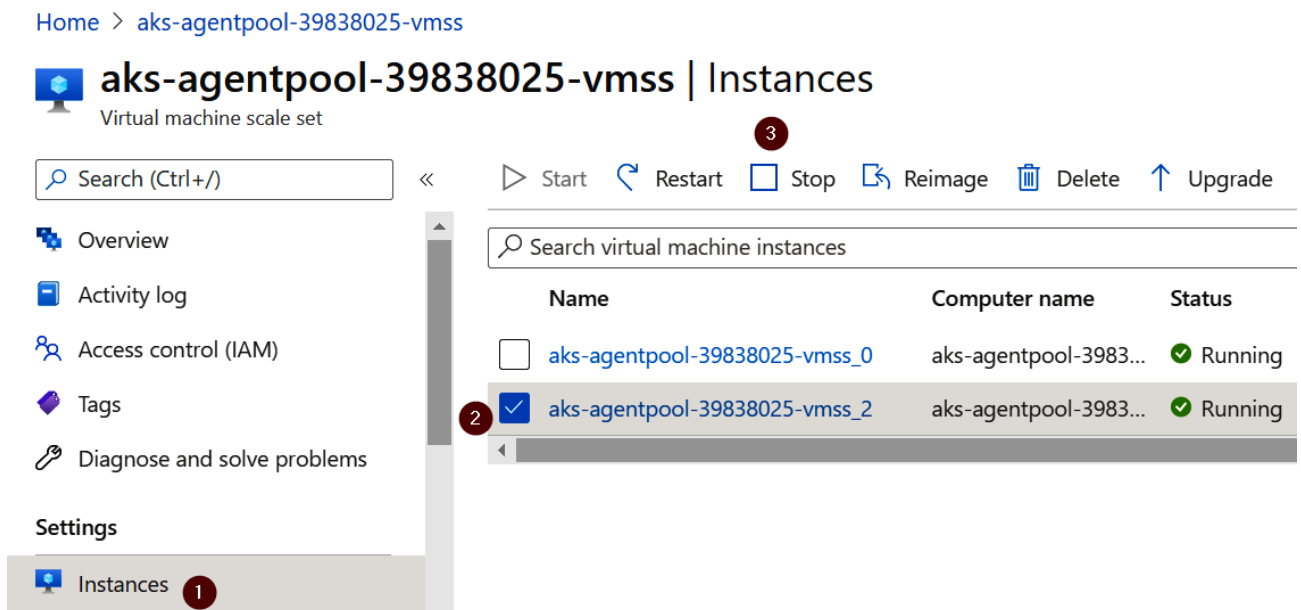 Home > aks-agentpool-39838025-vmss
aks-agentpool-39838025-vmss | Instances
Virtual machine scale set
3
Search (Ctrl+/) «
Start Restart Stop Reimage Delete Upgrade
Overview
Search virtual machine instances
Activity log
Name Computer name Status
Access control (IAM)
aks-agentpool-39838025-vmss_0 aks-agentpool-3983... Running
Tags
2 aks-agentpool-39838025-vmss_2 aks-agentpool-3983... Running
Diagnose and solve problems
Settings
Instances 1